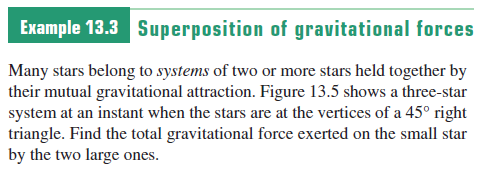 Example 13.3 Superposition of gravitational forces
Many stars belong to systems of two or more stars held together by
their mutual gravitational attraction. Figure 13.5 shows a three-star
system at an instant when the stars are at the vertices of a 45° right
triangle. Find the total gravitational force exerted on the small star
by the two large ones.